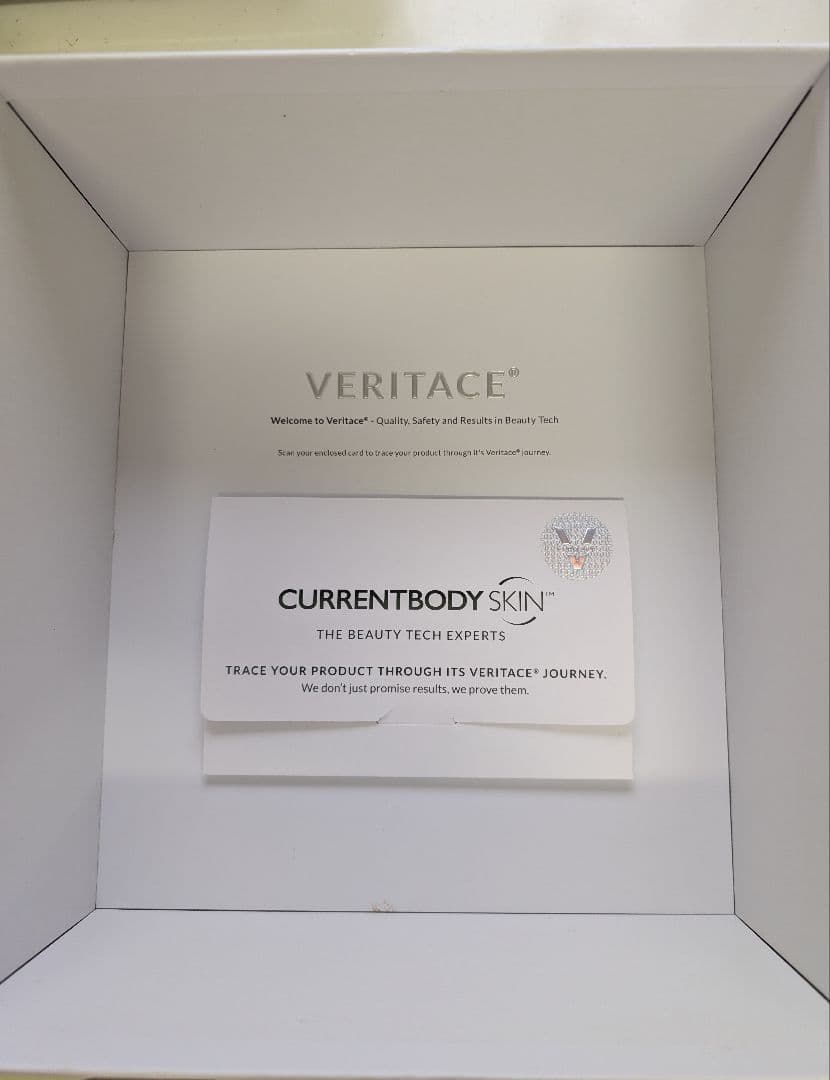 VERITACE®
Welcome to Veritace® - Quality, Safety and Results in Beauty Tech
Scan your enclosed card to trace your product through it's Veritace® journey.
V
CURRENTBODY SKIN™
THE BEAUTY TECH EXPERTS
TRACE YOUR PRODUCT THROUGH ITS VERITACE® JOURNEY.
We don't just promise results, we prove them.